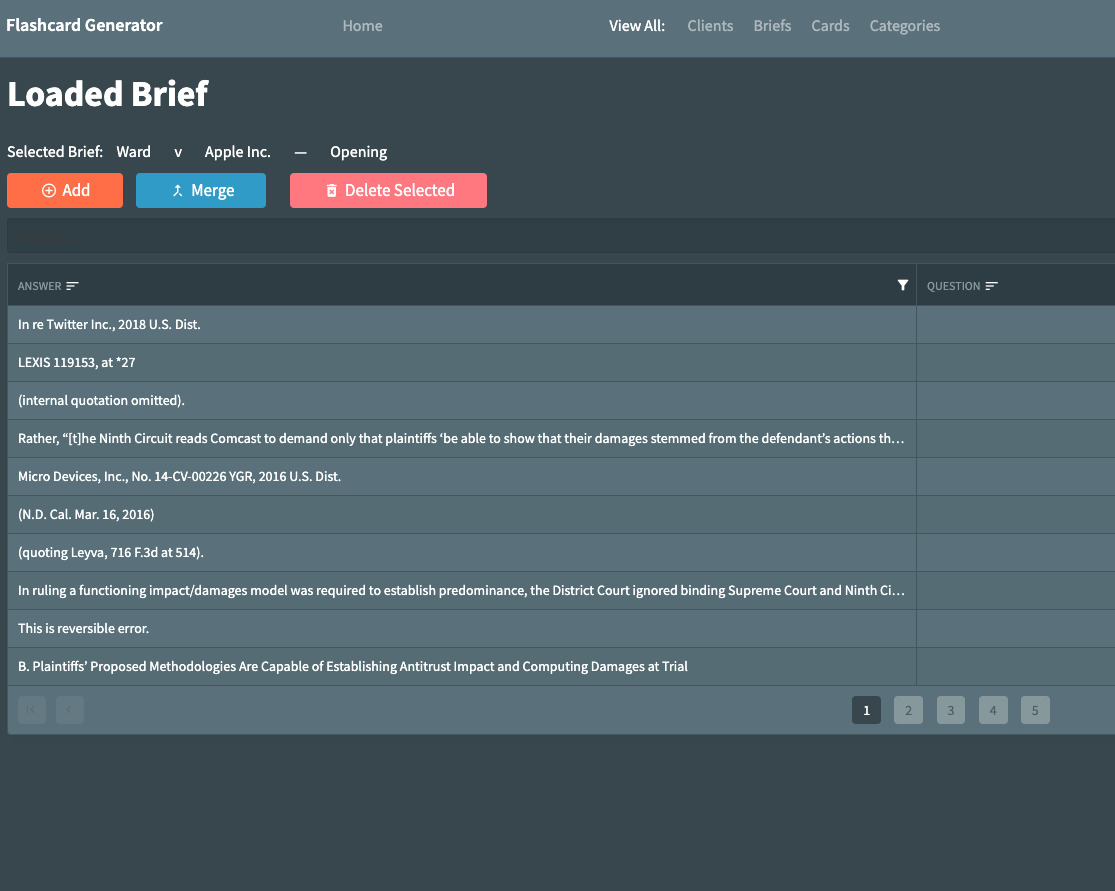 Flashcard Generator Home View All: Clients Briefs Cards Categories
Loaded Brief
Selected Brief: Ward v Apple Inc. — Opening
Add Merge Delete Selected
ANSWER QUESTION
In re Twitter Inc., 2018 U.S. Dist.
LEXIS 119153, at *27
(internal quotation omitted).
Rather, “[t]he Ninth Circuit reads Comcast to demand only that plaintiffs ‘be able to show that their damages stemmed from the defendant’s actions th…
Micro Devices, Inc., No. 14-CV-00226 YGR, 2016 U.S. Dist.
(N.D. Cal. Mar. 16, 2016)
(quoting Leyva, 716 F.3d at 514).
In ruling a functioning impact/damages model was required to establish predominance, the District Court ignored binding Supreme Court and Ninth Ci…
This is reversible error.
B. Plaintiffs’ Proposed Methodologies Are Capable of Establishing Antitrust Impact and Computing Damages at Trial
1 2 3 4 5